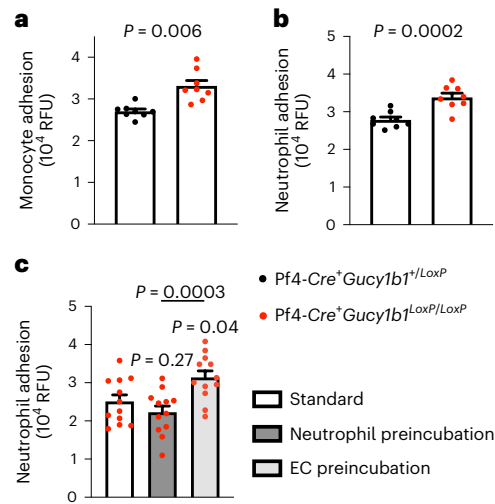 a
P = 0.006
Monocyte adhesion
(10⁴ RFU)
4
3
2
1
0
b
P = 0.0002
Neutrophil adhesion
(10⁴ RFU)
5
4
3
2
1
0
c
P = 0.0003
P = 0.04
P = 0.27
Neutrophil adhesion
(10⁴ RFU)
5
4
3
2
1
0
Pf4-Cre⁺Gucy1b1⁺/LoxP
Pf4-Cre⁺Gucy1b1LoxP/LoxP
Standard
Neutrophil preincubation
EC preincubation